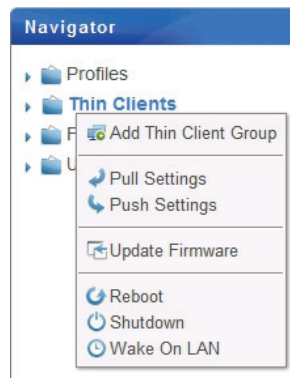 Navigator
Profiles
Thin Clients
F
Add Thin Client Group
U
Pull Settings
Push Settings
Update Firmware
Reboot
Shutdown
Wake On LAN